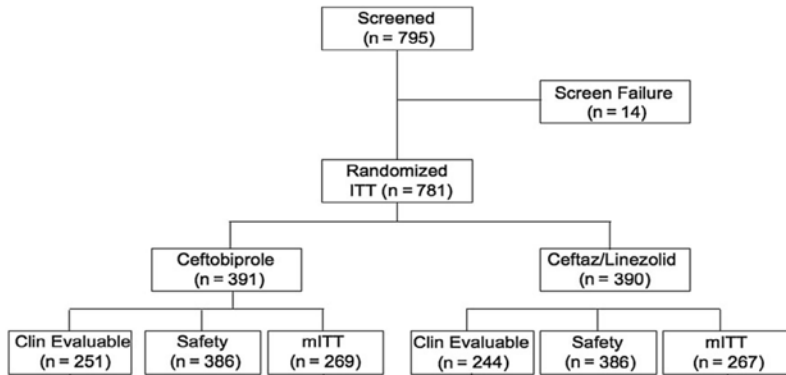 Screened
(n = 795)
Screen Failure
(n = 14)
Randomized
ITT (n = 781)
Ceftobiprole
(n = 391)
Ceftaz/Linezolid
(n = 390)
Clin Evaluable
(n = 251)
Safety
(n = 386)
mITT
(n = 269)
Clin Evaluable
(n = 244)
Safety
(n = 386)
mITT
(n = 267)